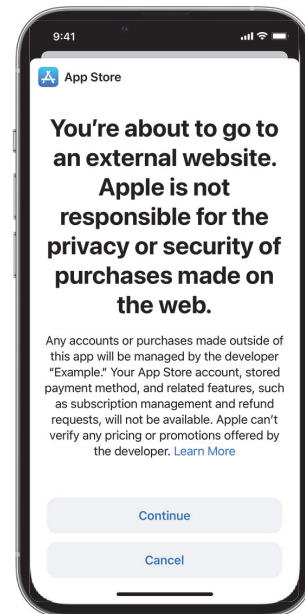 9:41
App Store
You’re about to go to
an external website.
Apple is not
responsible for the
privacy or security of
purchases made on
the web.
Any accounts or purchases made outside of
this app will be managed by the developer
“Example.” Your App Store account, stored
payment method, and related features, such
as subscription management and refund
requests, will not be available. Apple can’t
verify any pricing or promotions offered by
the developer. Learn More
Continue
Cancel